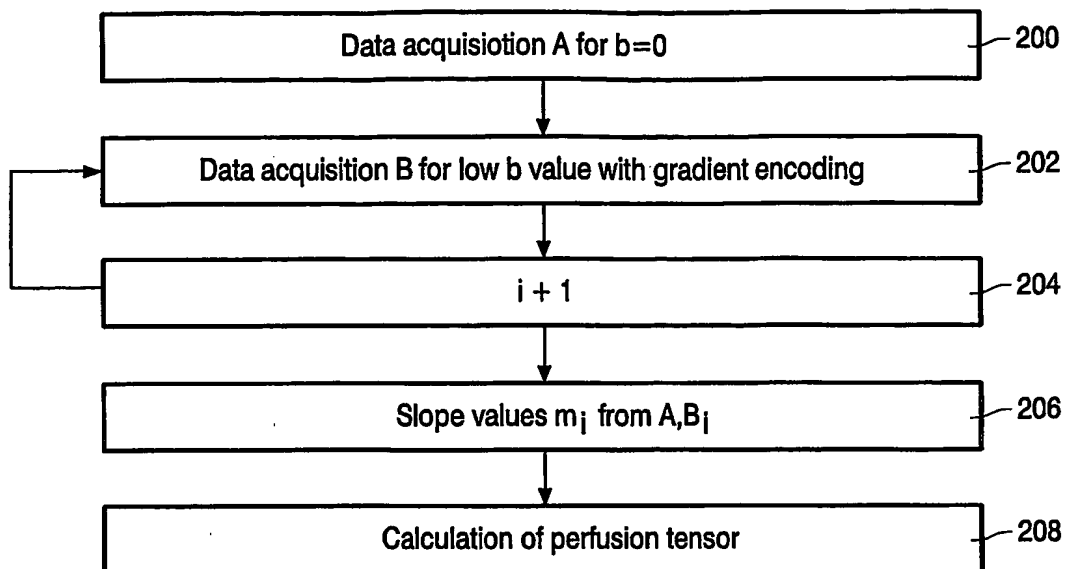 Data acquisiotion A for b=0
200
Data acquisition B for low b value with gradient encoding
202
i + 1
204
Slope values mi from A,Bi
206
Calculation of perfusion tensor
208